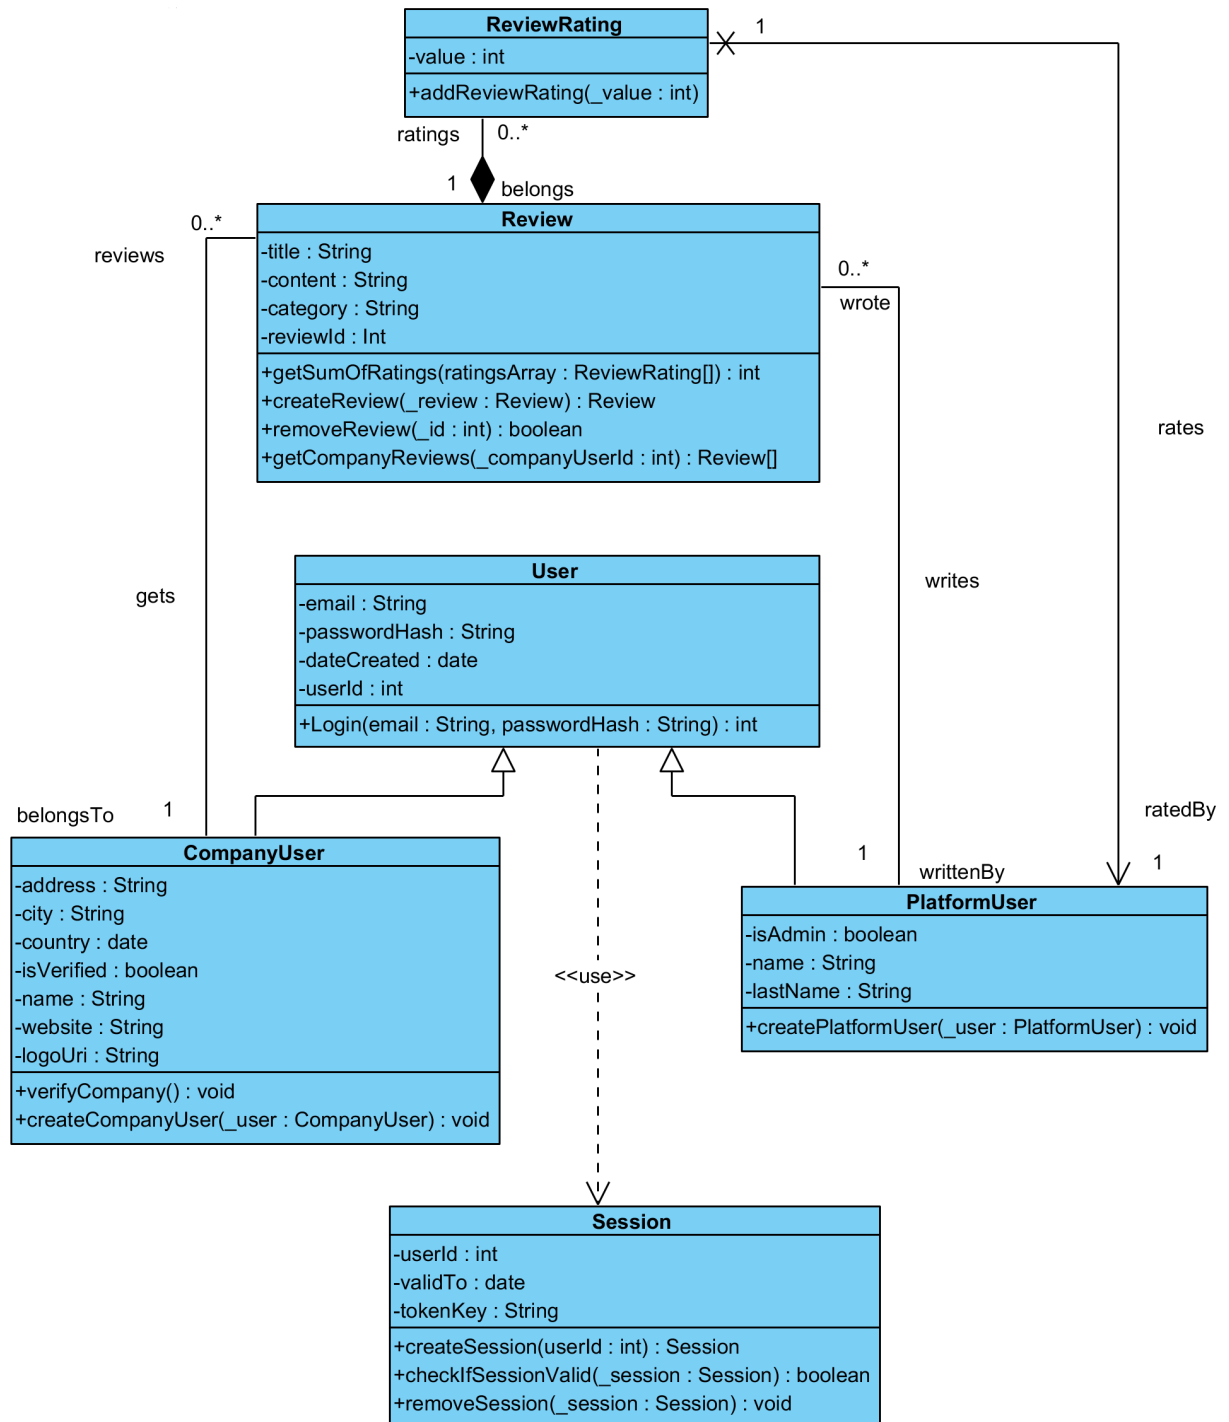 ReviewRating
-value : int
+addReviewRating(_value : int)
1
ratings
0..*
1
belongs
0..*
reviews
Review
-title : String
-content : String
-category : String
-reviewId : Int
+getSumOfRatings(ratingsArray : ReviewRating[]) : int
+createReview(_review : Review) : Review
+removeReview(_id : int) : boolean
+getCompanyReviews(_companyUserId : int) : Review[]
0..*
wrote
rates
gets
writes
User
-email : String
-passwordHash : String
-dateCreated : date
-userId : int
+Login(email : String, passwordHash : String) : int
belongsTo
1
CompanyUser
-address : String
-city : String
-country : date
-isVerified : boolean
-name : String
-website : String
-logoUri : String
+verifyCompany() : void
+createCompanyUser(_user : CompanyUser) : void
<<use>>
1
writtenBy
ratedBy
1
PlatformUser
-isAdmin : boolean
-name : String
-lastName : String
+createPlatformUser(_user : PlatformUser) : void
Session
-userId : int
-validTo : date
-tokenKey : String
+createSession(userId : int) : Session
+checkIfSessionValid(_session : Session) : boolean
+removeSession(_session : Session) : void